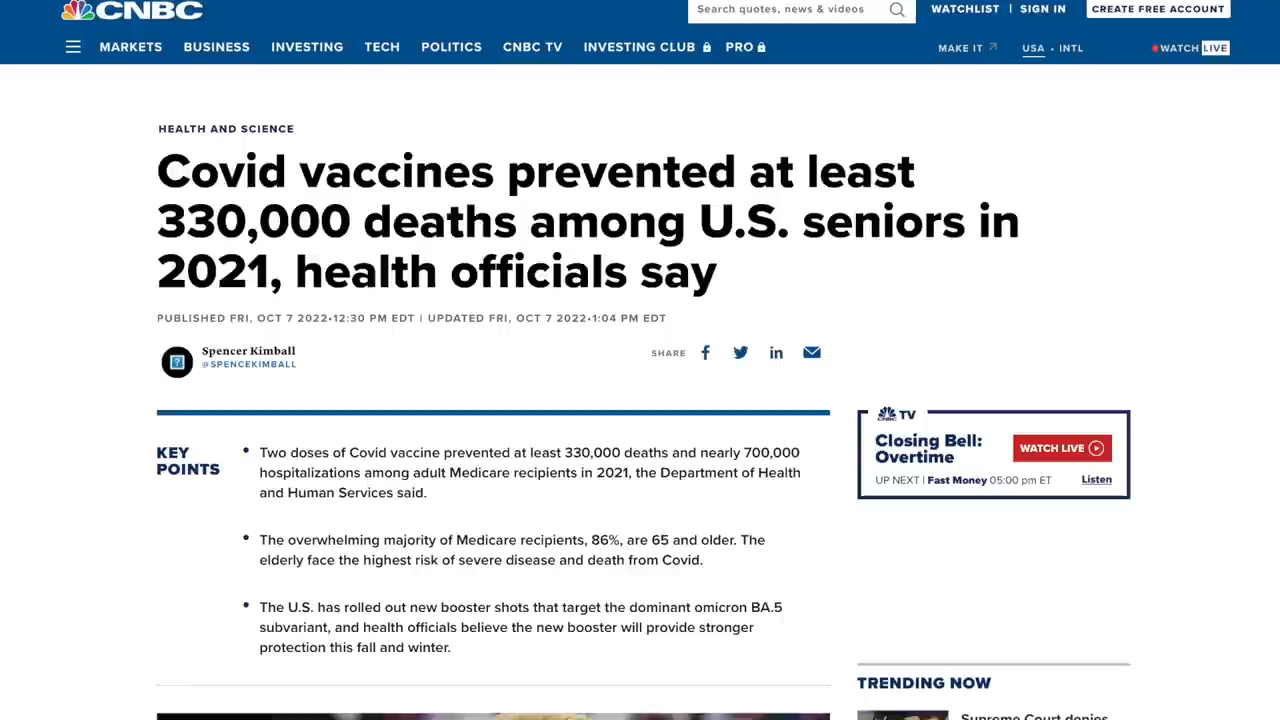 CNBC
Search quotes, news & videos
WATCHLIST | SIGN IN
CREATE FREE ACCOUNT
MARKETS BUSINESS INVESTING TECH POLITICS CNBC TV INVESTING CLUB PRO
MAKE IT USA • INTL WATCH LIVE
HEALTH AND SCIENCE
Covid vaccines prevented at least
330,000 deaths among U.S. seniors in
2021, health officials say
PUBLISHED FRI, OCT 7 2022•12:30 PM EDT | UPDATED FRI, OCT 7 2022•1:04 PM EDT
Spencer Kimball
@SPENCEKIMBALL
SHARE
KEY
POINTS
• Two doses of Covid vaccine prevented at least 330,000 deaths and nearly 700,000
hospitalizations among adult Medicare recipients in 2021, the Department of Health
and Human Services said.
• The overwhelming majority of Medicare recipients, 86%, are 65 and older. The
elderly face the highest risk of severe disease and death from Covid.
• The U.S. has rolled out new booster shots that target the dominant omicron BA.5
subvariant, and health officials believe the new booster will provide stronger
protection this fall and winter.
CNBC TV
Closing Bell:
Overtime
WATCH LIVE
UP NEXT | Fast Money 05:00 pm ET
Listen
TRENDING NOW
Supreme Court denies